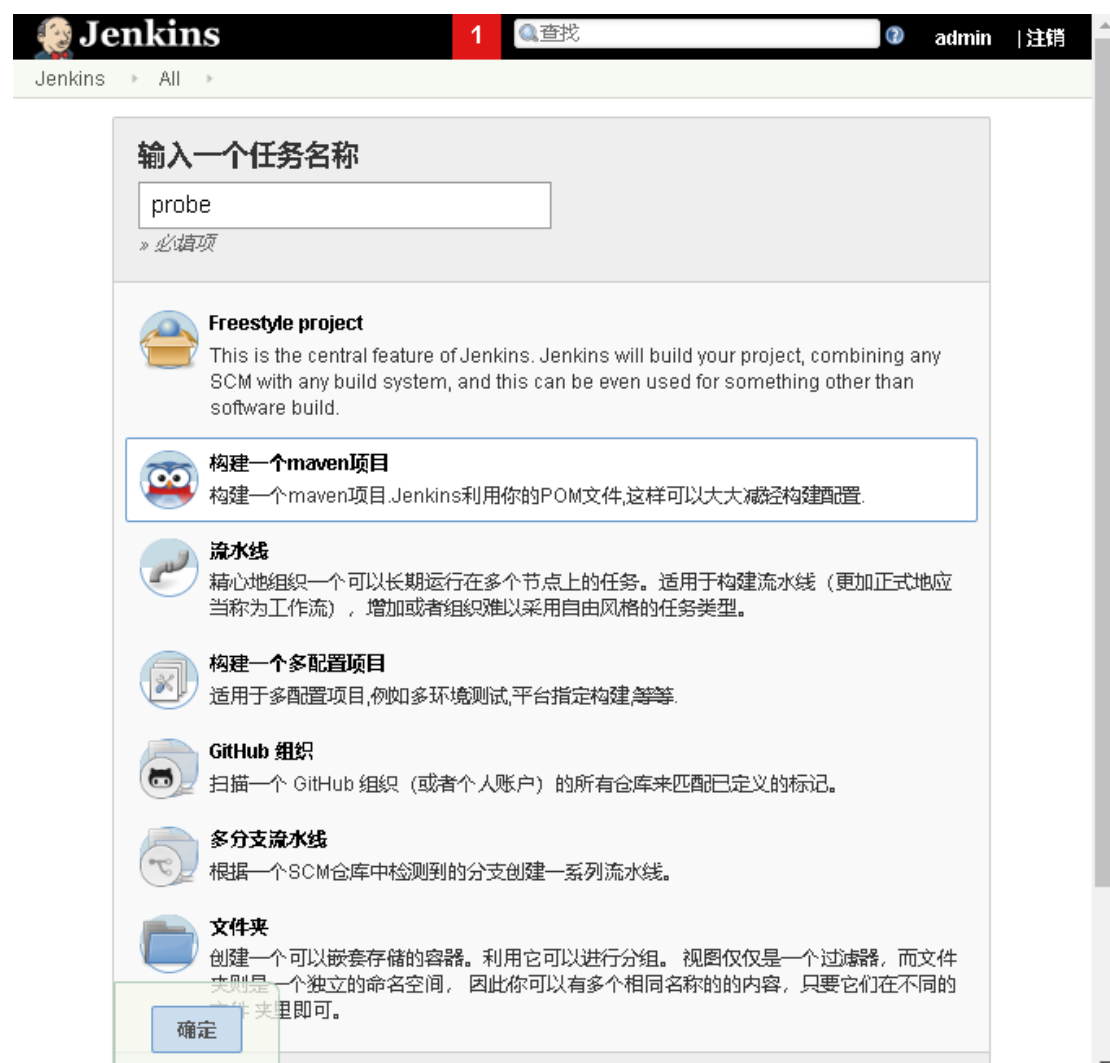 Jenkins
1
查找
admin
|注销
Jenkins
All
输入一个任务名称
probe
» 必填项
Freestyle project
This is the central feature of Jenkins. Jenkins will build your project, combining any
SCM with any build system, and this can be even used for something other than
software build.
构建一个maven项目
构建一个maven项目.Jenkins利用你的POM文件,这样可以大大减轻构建配置.
流水线
精心地组织一个可以长期运行在多个节点上的任务。适用于构建流水线（更加正式地应
当称为工作流），增加或者组织难以采用自由风格的任务类型。
构建一个多配置项目
适用于多配置项目,例如多环境测试,平台指定构建,等等.
GitHub 组织
扫描一个 GitHub 组织（或者个人账户）的所有仓库来匹配已定义的标记。
多分支流水线
根据一个SCM仓库中检测到的分支创建一系列流水线。
文件夹
创建一个可以嵌套存储的容器。利用它可以进行分组。 视图仅仅是一个过滤器，而文件
夹则是一个独立的命名空间， 因此你可以有多个相同名称的的内容，只要它们在不同的
文件 夹里即可。
确定